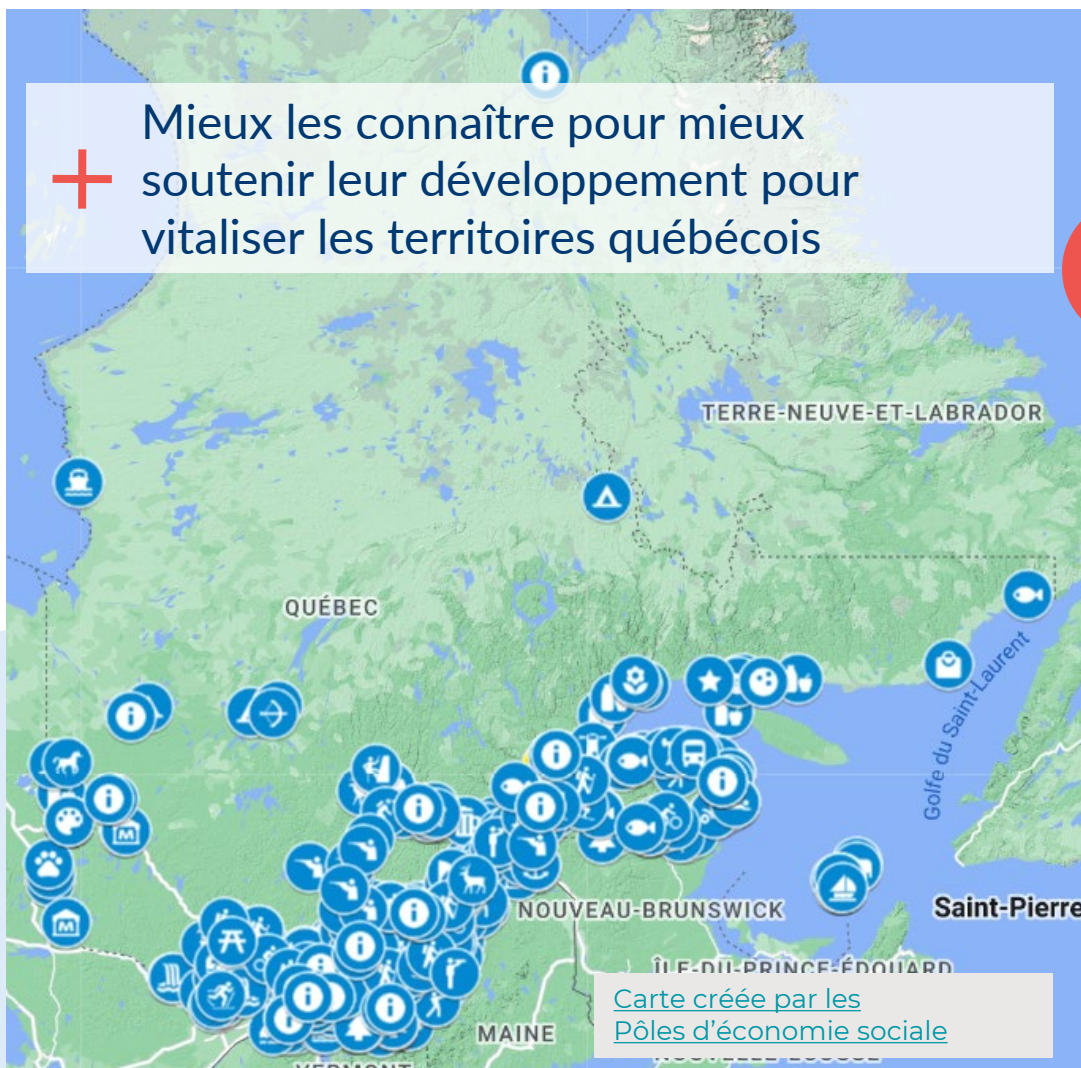 Mieux les connaître pour mieux
soutenir leur développement pour
vitaliser les territoires québécois
TERRE-NEUVE-ET-LABRADOR
QUÉBEC
Golfe du Saint-Laurent
NOUVEAU-BRUNSWICK
Saint-Pierre
ÎLE-DU-PRINCE-ÉDOUARD
Carte créée par les
Pôles d'économie sociale
MAINE
VERMONT